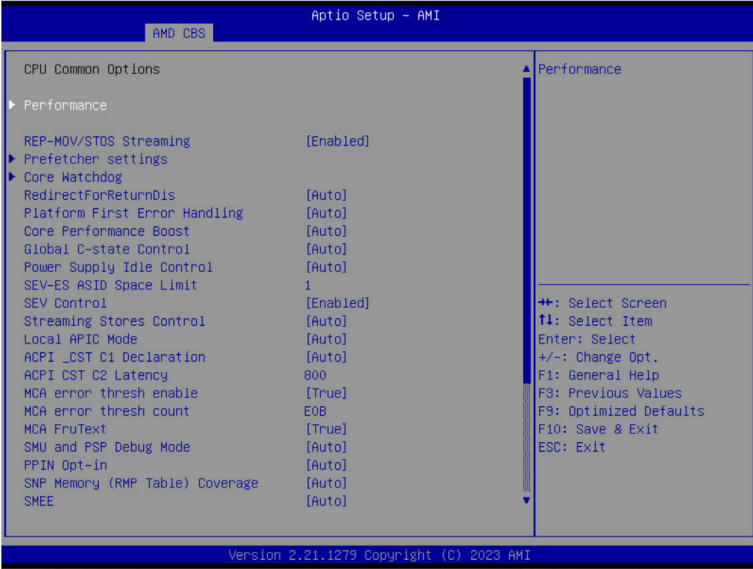 Aptio Setup – AMI
AMD CBS
CPU Common Options
Performance
REP-MOV/STOS Streaming [Enabled]
Prefetcher settings
Core Watchdog
RedirectForReturnDis [Auto]
Platform First Error Handling [Auto]
Core Performance Boost [Auto]
Global C-state Control [Auto]
Power Supply Idle Control [Auto]
SEV-ES ASID Space Limit 1
SEV Control [Enabled]
Streaming Stores Control [Auto]
Local APIC Mode [Auto]
ACPI _CST C1 Declaration [Auto]
ACPI CST C2 Latency 800
MCA error thresh enable [True]
MCA error thresh count E0B
MCA FruText [True]
SMU and PSP Debug Mode [Auto]
PPIN Opt-in [Auto]
SNP Memory (RMP Table) Coverage [Auto]
SMEE [Auto]
Performance
→←: Select Screen
↑↓: Select Item
Enter: Select
+/-: Change Opt.
F1: General Help
F3: Previous Values
F9: Optimized Defaults
F10: Save & Exit
ESC: Exit
Version 2.21.1279 Copyright (C) 2023 AMI